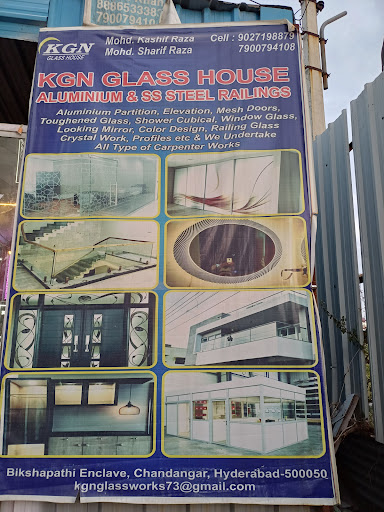 8686533384
7900794108
KGN
GLASS HOUSE
Mohd. Kashif Raza
Mohd. Sharif Raza
Cell : 9027198879
7900794108
KGN GLASS HOUSE
ALUMINIUM & SS STEEL RAILINGS
Aluminium Partition, Elevation, Mesh Doors,
Toughened Glass, Shower Cubical, Window Glass,
Looking Mirror, Color Design, Railing Glass
Crystal Work, Profiles etc & We Undertake
All Type of Carpenter Works
Bikshapathi Enclave, Chandangar, Hyderabad-500050
kgnglassworks73@gmail.com